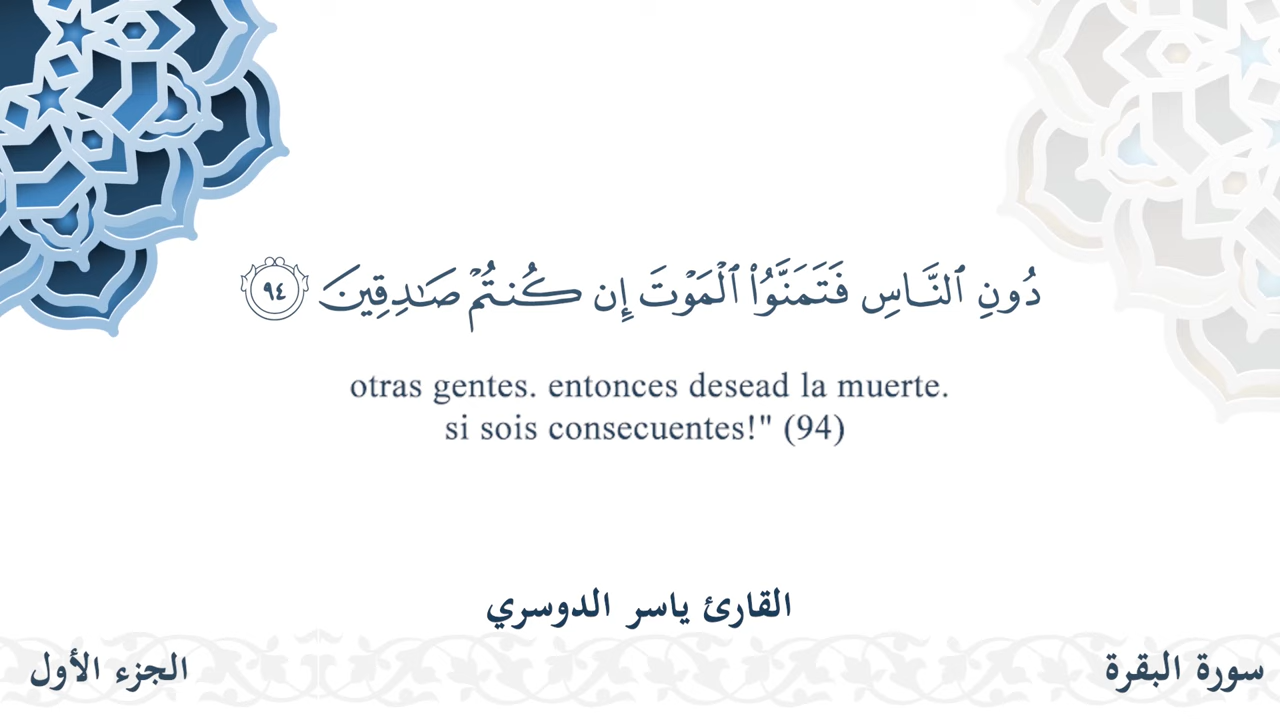 دُونِ ٱلنَّاسِ فَتَمَنَّوُا۟ ٱلْمَوْتَ إِن كُنتُمْ صَـٰدِقِينَ ٩٤
otras gentes. entonces desead la muerte.
si sois consecuentes!" (94)
القارئ ياسر الدوسري
سورة البقرة
الجزء الأول